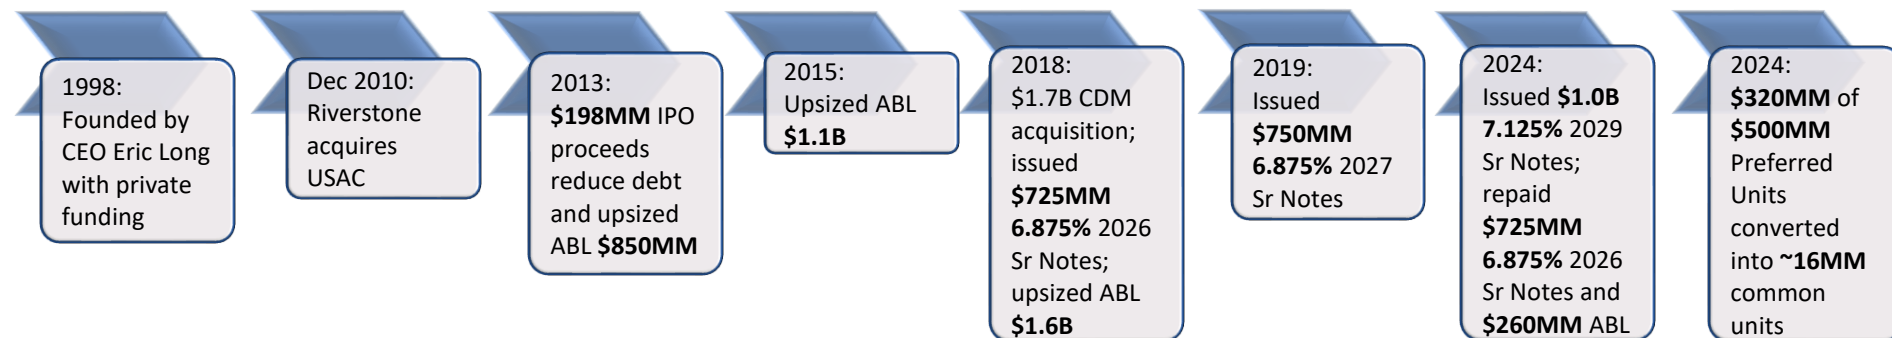 1998:
Founded by
CEO Eric Long
with private
funding
Dec 2010:
Riverstone
acquires
USAC
2013:
$198MM IPO
proceeds
reduce debt
and upsized
ABL $850MM
2015:
Upsized ABL
$1.1B
2018:
$1.7B CDM
acquisition;
issued
$725MM
6.875% 2026
Sr Notes;
upsized ABL
$1.6B
2019:
Issued
$750MM
6.875% 2027
Sr Notes
2024:
Issued $1.0B
7.125% 2029
Sr Notes;
repaid
$725MM
6.875% 2026
Sr Notes and
$260MM ABL
2024:
$320MM of
$500MM
Preferred
Units
converted
into ~16MM
common
units